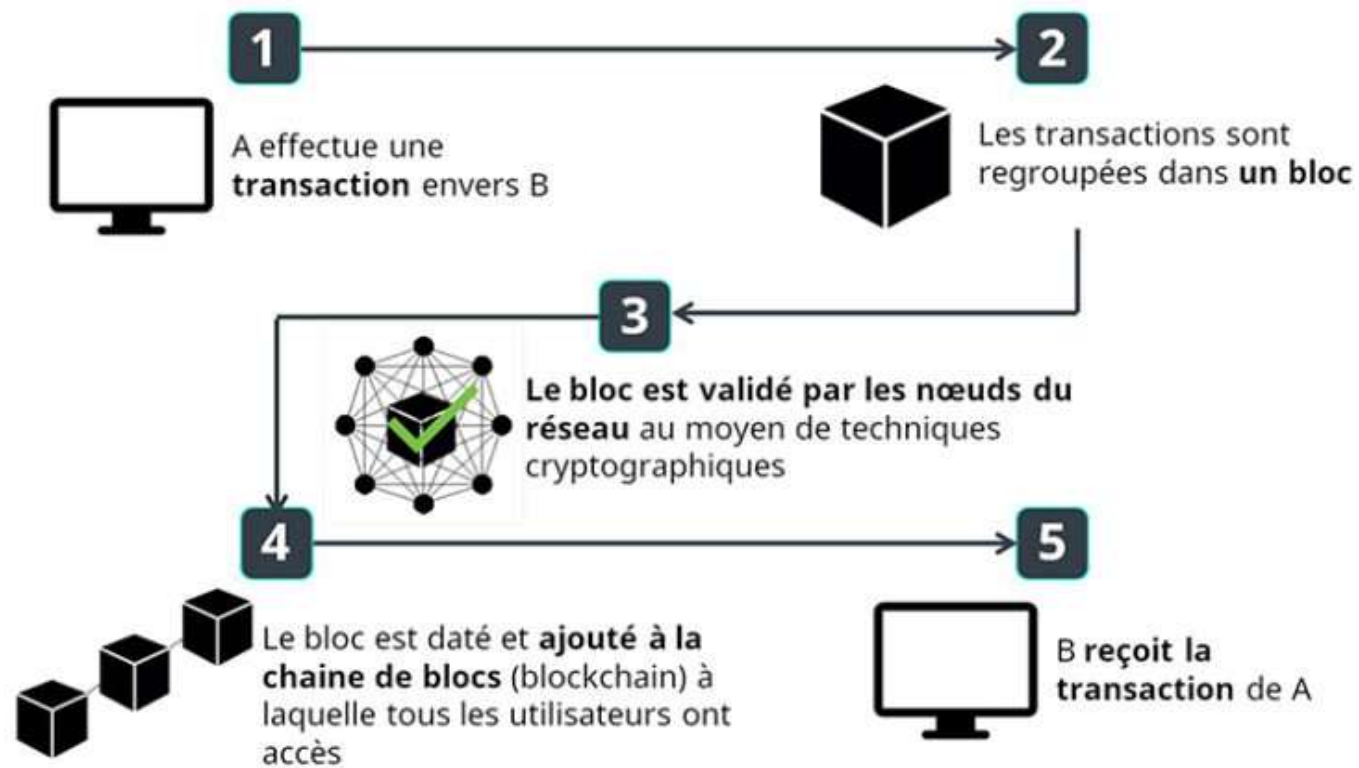 1
2
A effectue une
transaction envers B
Les transactions sont
regroupées dans un bloc
3
Le bloc est validé par les nœuds du
réseau au moyen de techniques
cryptographiques
4
5
Le bloc est daté et ajouté à la
chaine de blocs (blockchain) à
laquelle tous les utilisateurs ont
accès
B reçoit la
transaction de A